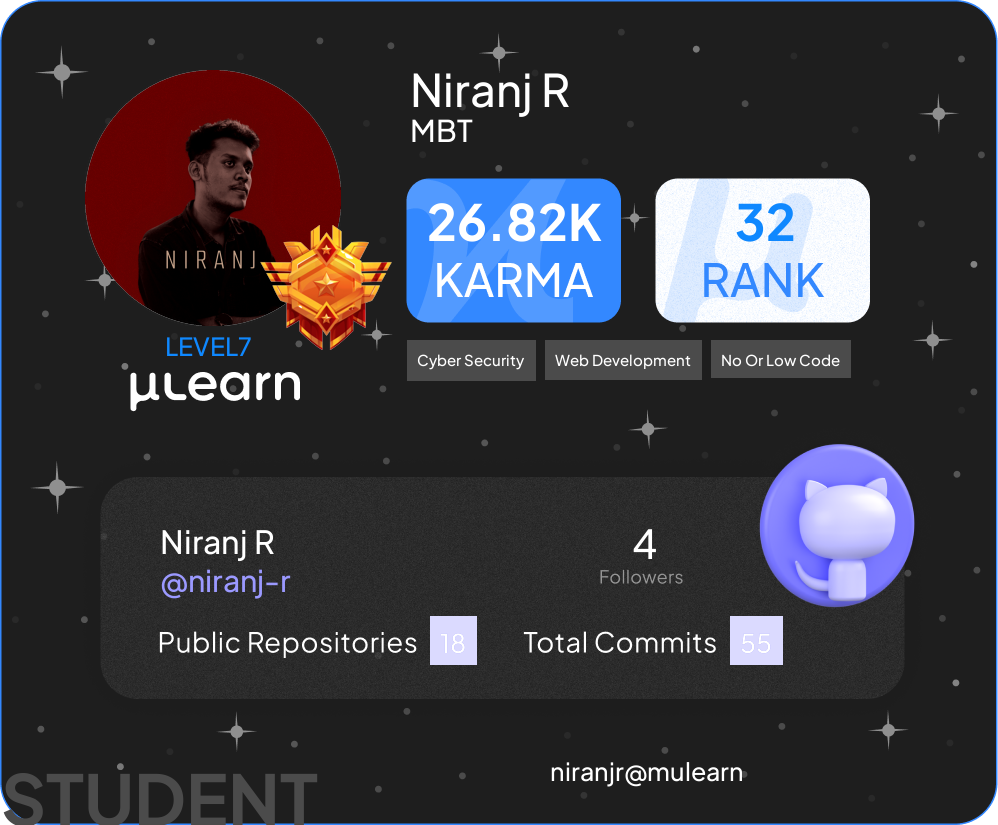 Niranj R
MBT
NIRANJ
26.82K
KARMA
32
RANK
LEVEL7
µLearn
Cyber Security
Web Development
No Or Low Code
Niranj R
@niranj-r
4
Followers
Public Repositories 18
Total Commits 55
niranjr@mulearn
STUDENT